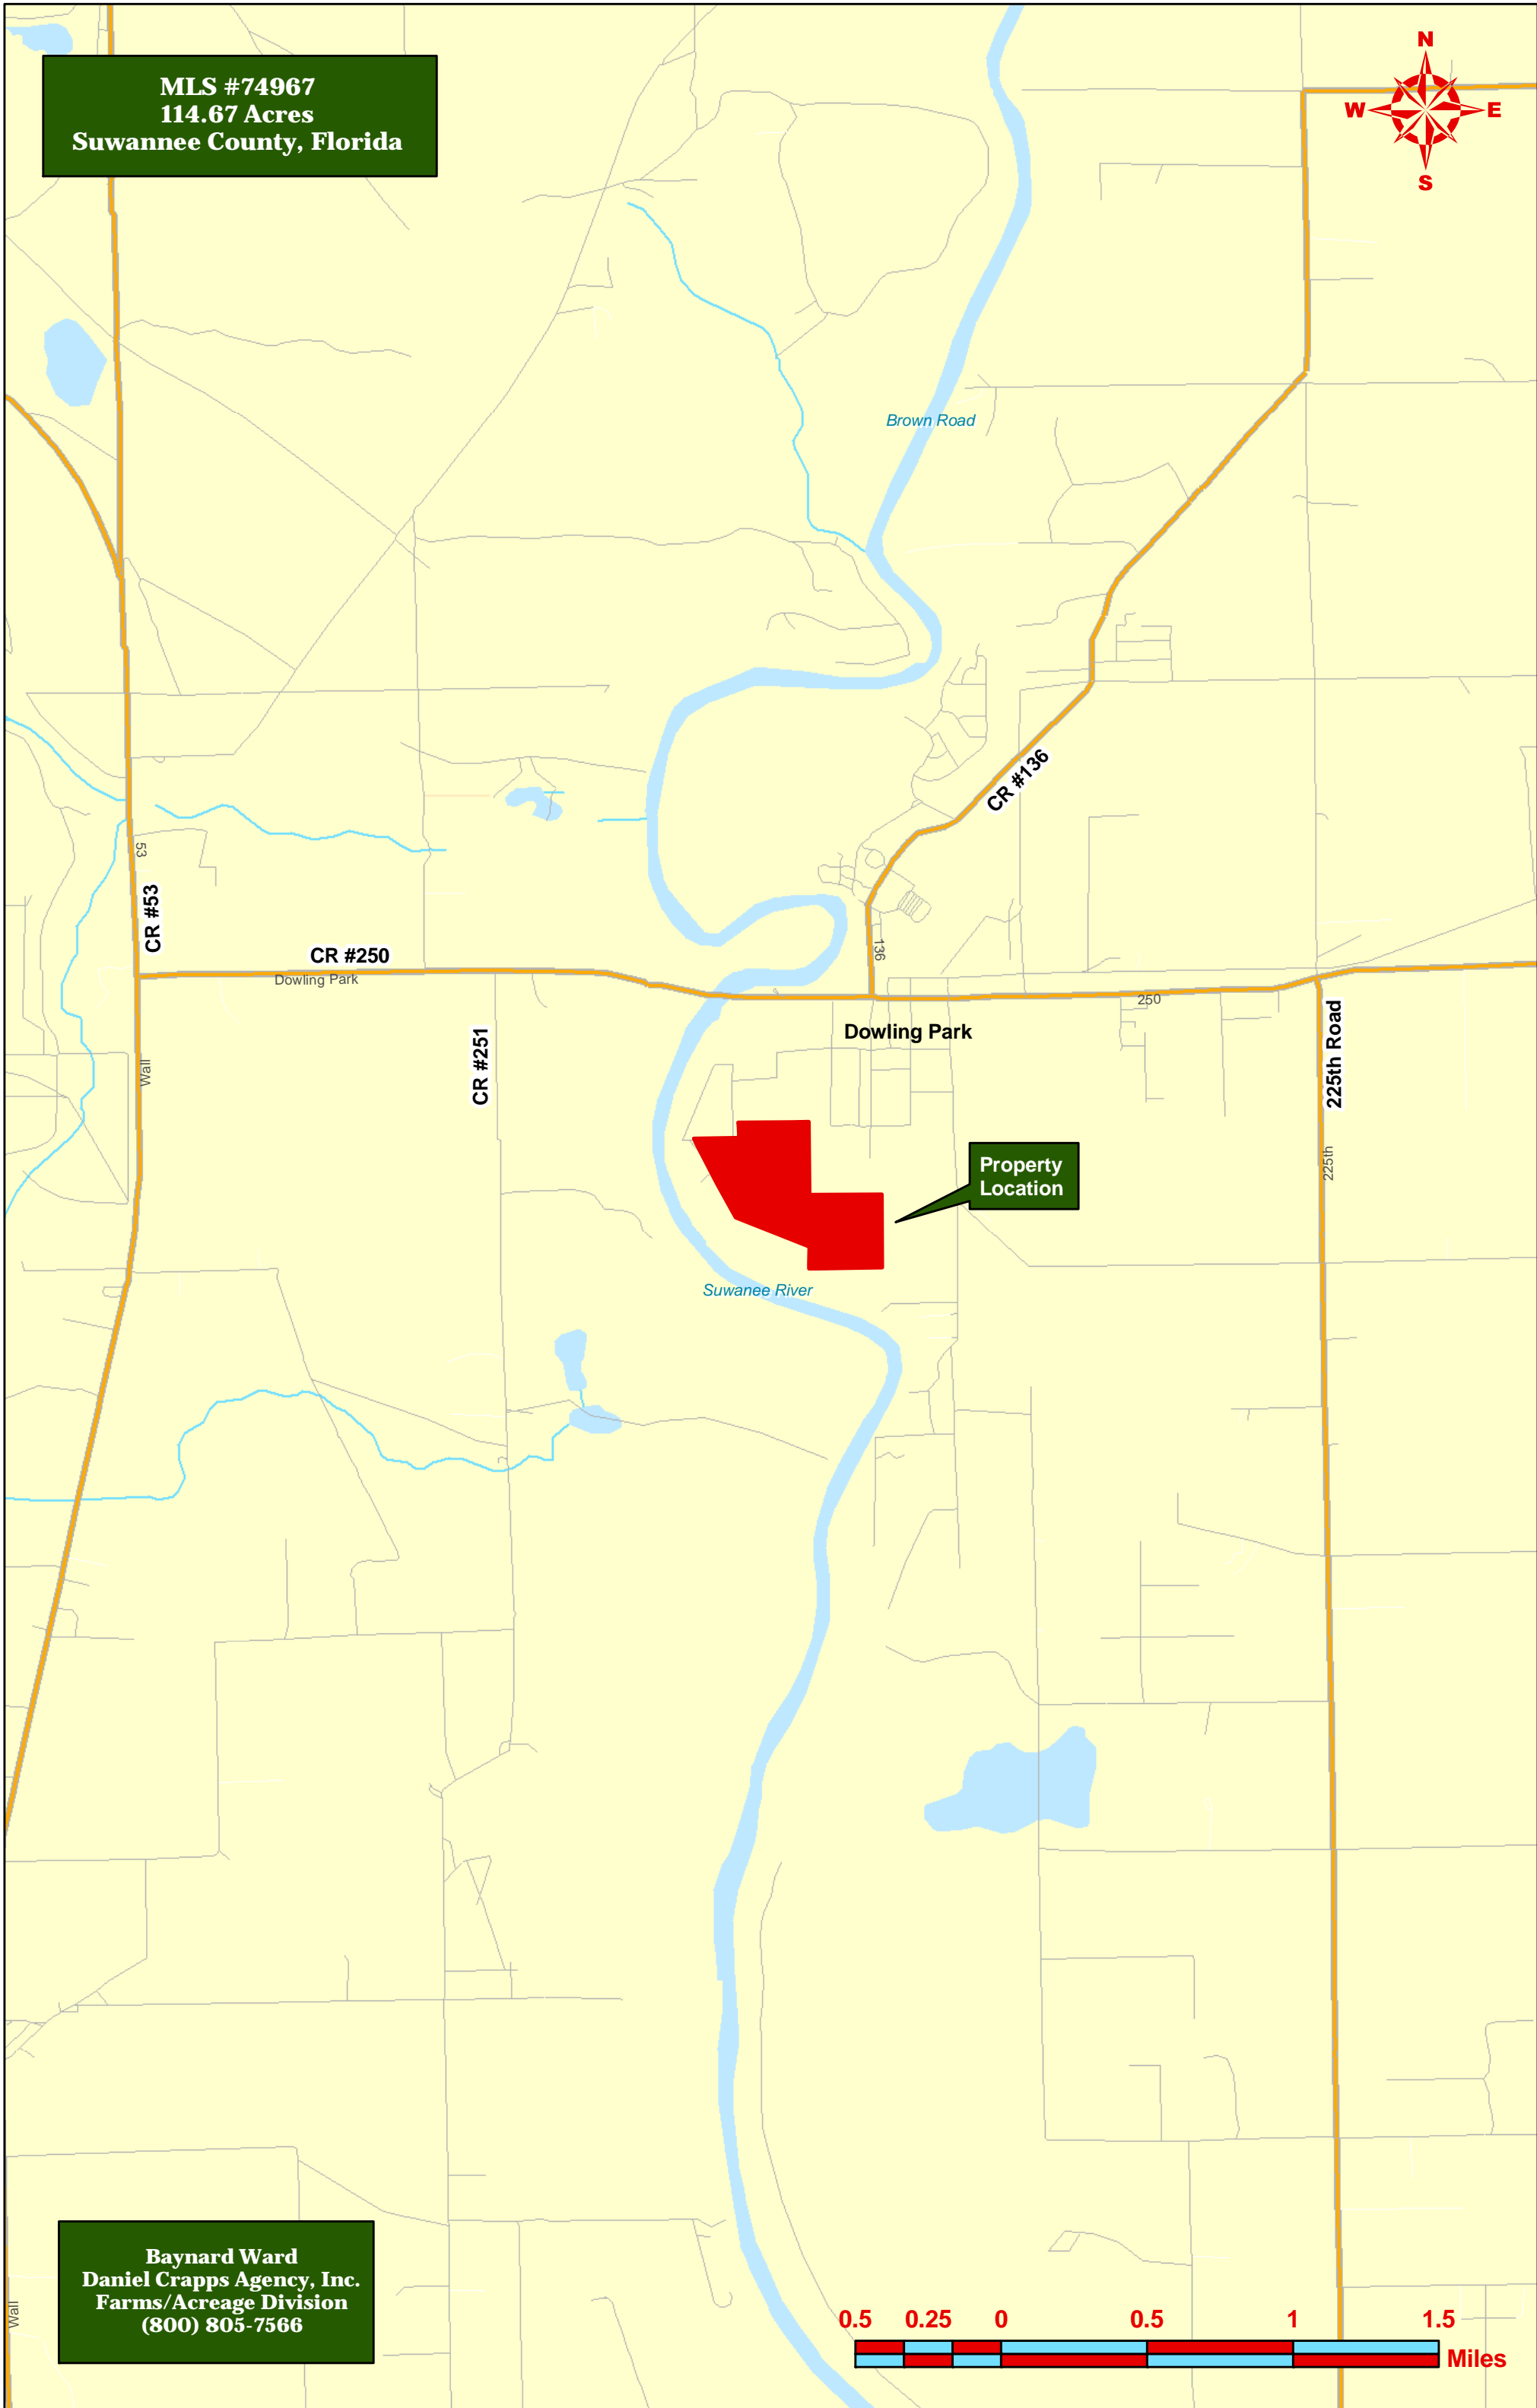 MLS #74967
114.67 Acres
Suwannee County, Florida
N
W
E
S
Brown Road
CR #136
53
CR #53
136
CR #250
Dowling Park
250
Dowling Park
CR #251
225th Road
Wall
225th
Property
Location
Suwanee River
Baynard Ward
Daniel Crapps Agency, Inc.
Farms/Acreage Division
(800) 805-7566
Wall
0.5 0.25 0 0.5 1 1.5
Miles